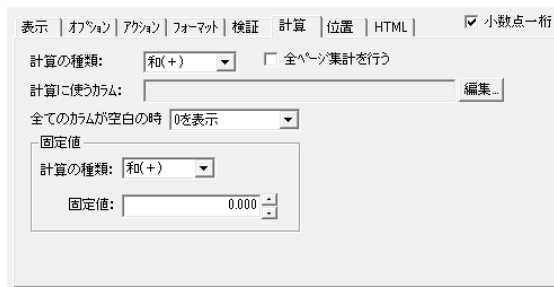 表示 | ｵﾌﾟｼｮﾝ | ｱｸｼｮﾝ | ﾌｫｰﾏｯﾄ | 検証 | 計算 | 位置 | HTML | 小数点一桁
計算の種類: 和(+) 全ﾍﾟｰｼﾞ集計を行う
計算に使うｶﾗﾑ: 編集...
全てのｶﾗﾑが空白の時 0を表示
固定値
計算の種類: 和(+)
固定値: 0.000